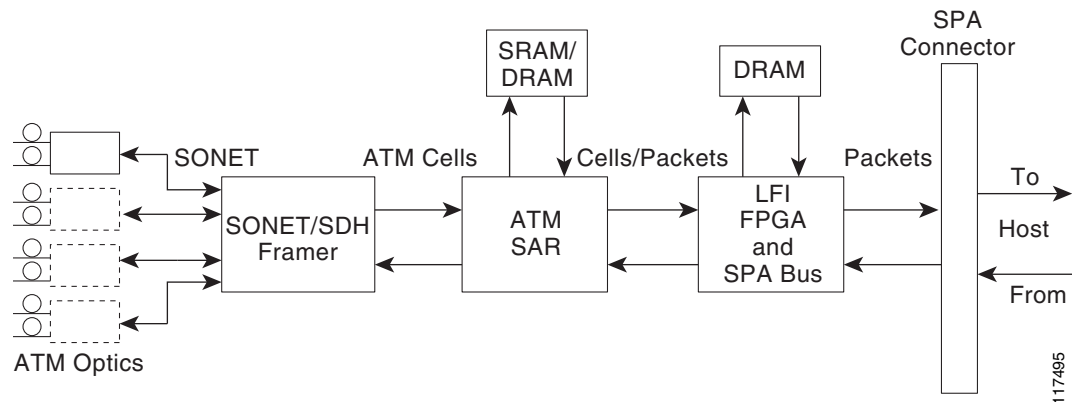 SPA
Connector
SRAM/
DRAM
DRAM
SONET
ATM Cells
Cells/Packets
Packets
To
SONET/SDH
Framer
ATM
SAR
LFI
FPGA
and
SPA Bus
Host
From
ATM Optics
117495